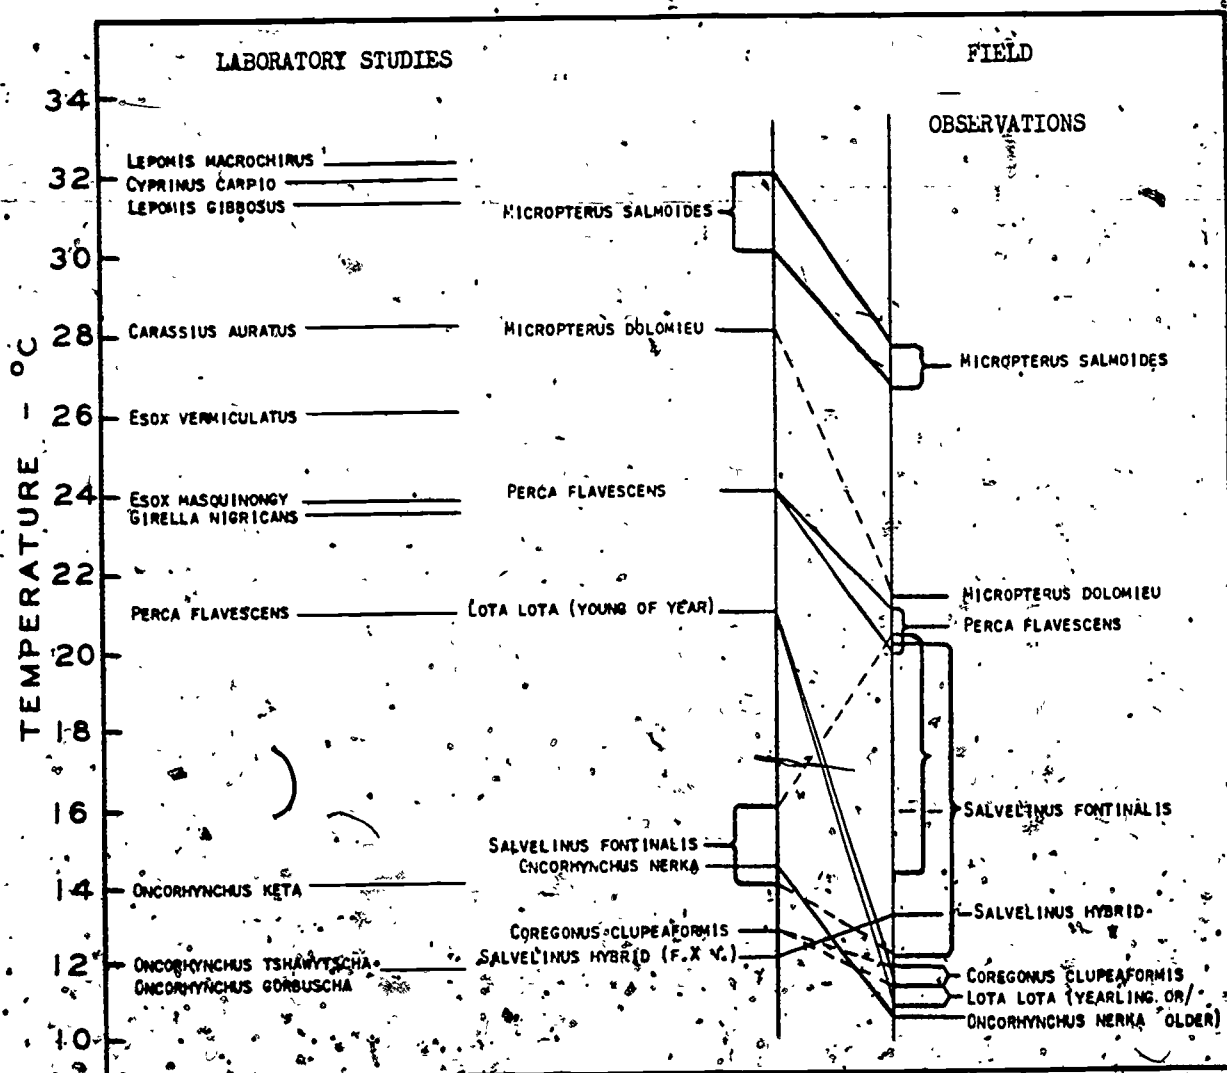 LABORATORY STUDIES
FIELD
OBSERVATIONS
TEMPERATURE - °C
34
32
30
28
26
24
22
20
18
16
14
12
10
LEPOMIS MACROCHIRUS
CYPRINUS CARPIO
LEPOMIS GIBBOSUS
CARASSIUS AURATUS
ESOX VERMICULATUS
ESOX MASQUINONGY
GIRELLA NIGRICANS
PERCA FLAVESCENS
ONCORHYNCHUS KETA
ONCORHYNCHUS TSHAWYTSCHA
ONCORHYNCHUS GORBUSCHA
MICROPTERUS SALMOIDES
MICROPTERUS DOLOMIEU
PERCA FLAVESCENS
LOTA LOTA (YOUNG OF YEAR)
SALVELINUS FONTINALIS
ONCORHYNCHUS NERKA
COREGONUS CLUPEAFORMIS
SALVELINUS HYBRID (F. X N.)
MICROPTERUS SALMOIDES
MICROPTERUS DOLOMIEU
PERCA FLAVESCENS
SALVELINUS FONTINALIS
SALVELINUS HYBRID
COREGONUS CLUPEAFORMIS
LOTA LOTA (YEARLING OR
ONCORHYNCHUS NERKA OLDER)